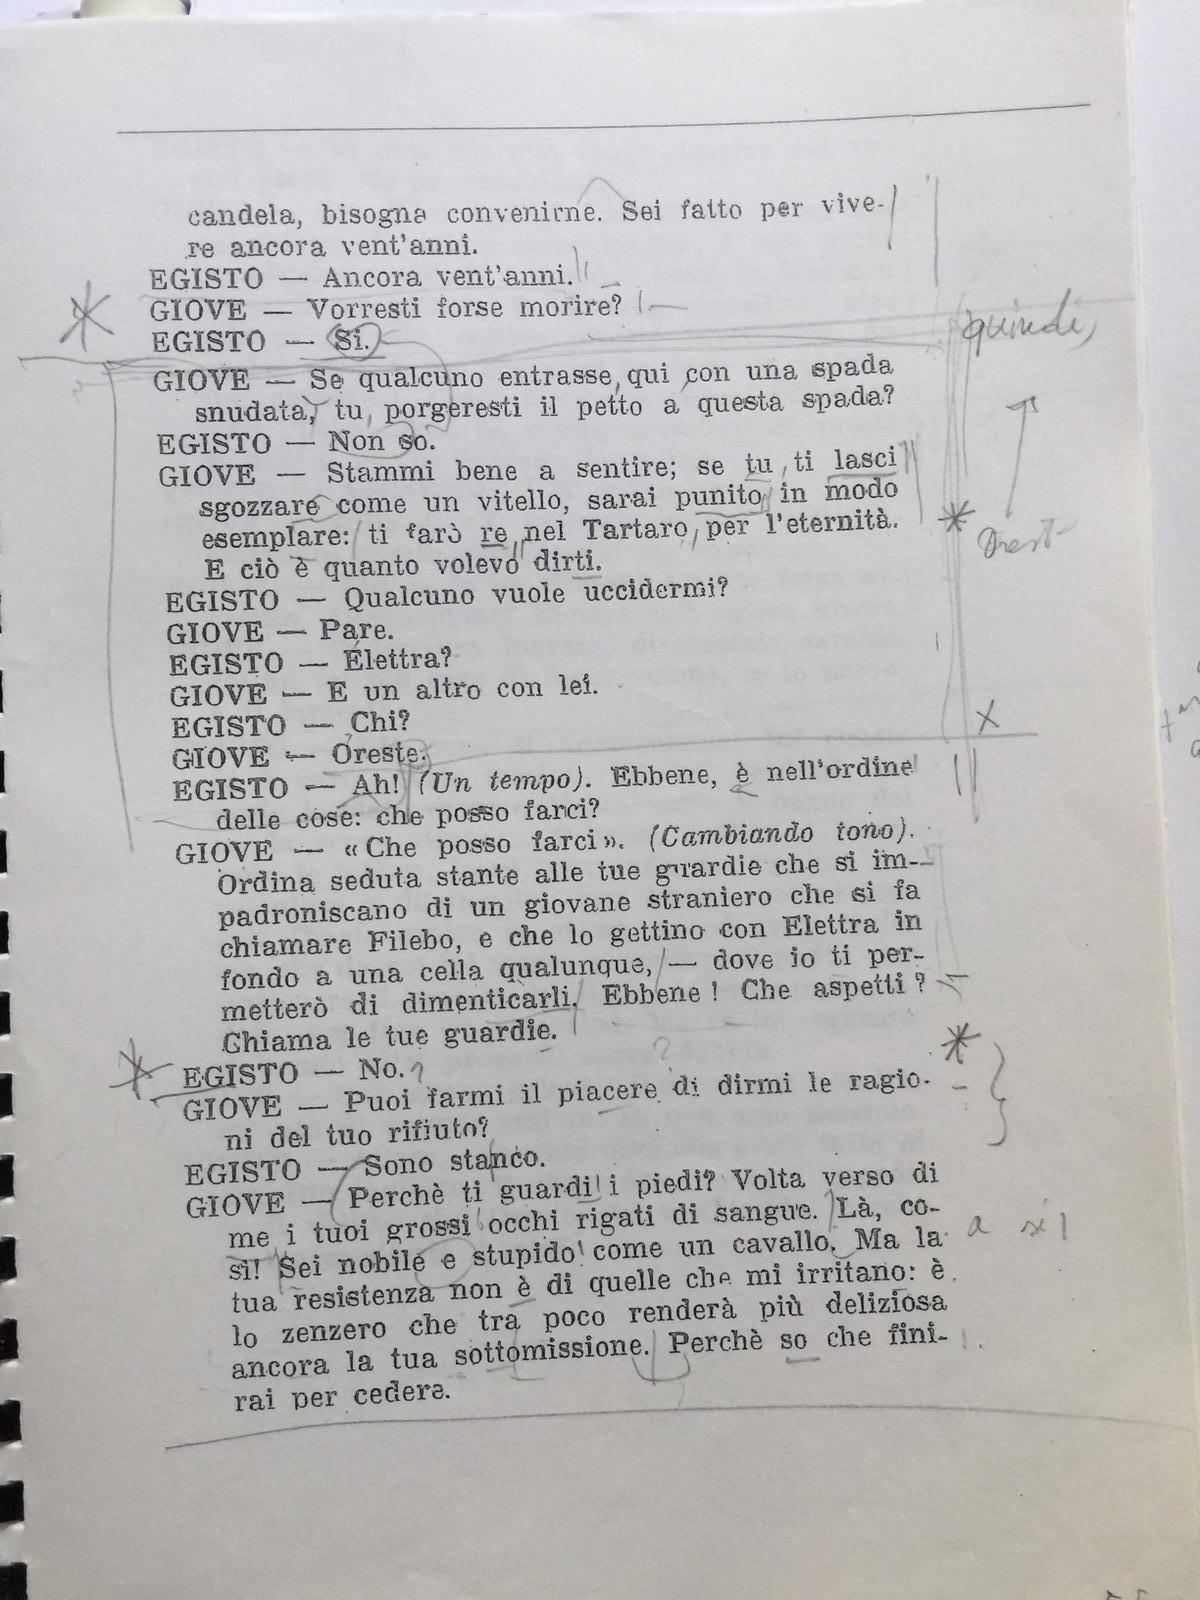 candela, bisogna convenirne. Sei fatto per vive-
re ancora vent'anni.
EGISTO — Ancora vent'anni.
GIOVE — Vorresti forse morire?
EGISTO — Sì.
quindi,
GIOVE — Se qualcuno entrasse qui con una spada
snudata, tu porgeresti il petto a questa spada?
EGISTO — Non so.
GIOVE — Stammi bene a sentire; se tu ti lasci
sgozzare come un vitello, sarai punito in modo
esemplare: ti farò re nel Tartaro per l'eternità.
E ciò è quanto volevo dirti.
EGISTO — Qualcuno vuole uccidermi?
GIOVE — Pare.
EGISTO — Elettra?
GIOVE — E un altro con lei.
EGISTO — Chi?
GIOVE — Oreste.
EGISTO — Ah! (Un tempo). Ebbene, è nell'ordine
delle cose: che posso farci?
GIOVE — « Che posso farci ». (Cambiando tono).
Ordina seduta stante alle tue guardie che si im-
padroniscano di un giovane straniero che si fa
chiamare Filebo, e che lo gettino con Elettra in
fondo a una cella qualunque, — dove io ti per-
metterò di dimenticarli. Ebbene ! Che aspetti ?
Chiama le tue guardie.
EGISTO — No.
GIOVE — Puoi farmi il piacere di dirmi le ragio-
ni del tuo rifiuto?
EGISTO — Sono stanco.
GIOVE — Perchè ti guardi i piedi? Volta verso di
me i tuoi grossi occhi rigati di sangue. Là, co-
sì! Sei nobile e stupido come un cavallo. Ma la
tua resistenza non è di quelle che mi irritano: è
lo zenzero che tra poco renderà più deliziosa
ancora la tua sottomissione. Perchè so che fini-
rai per cedere.